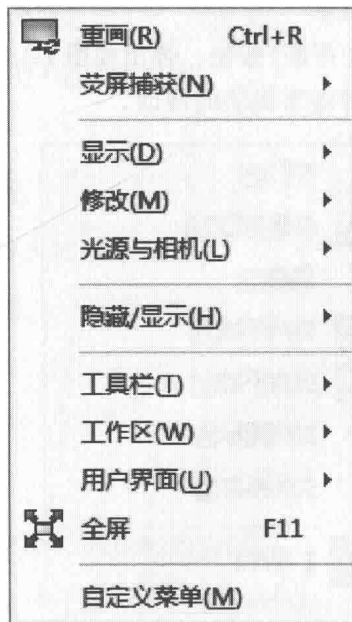 重画(R) Ctrl+R
荧屏捕获(N)
显示(D)
修改(M)
光源与相机(L)
隐藏/显示(H)
工具栏(T)
工作区(W)
用户界面(U)
全屏 F11
自定义菜单(M)